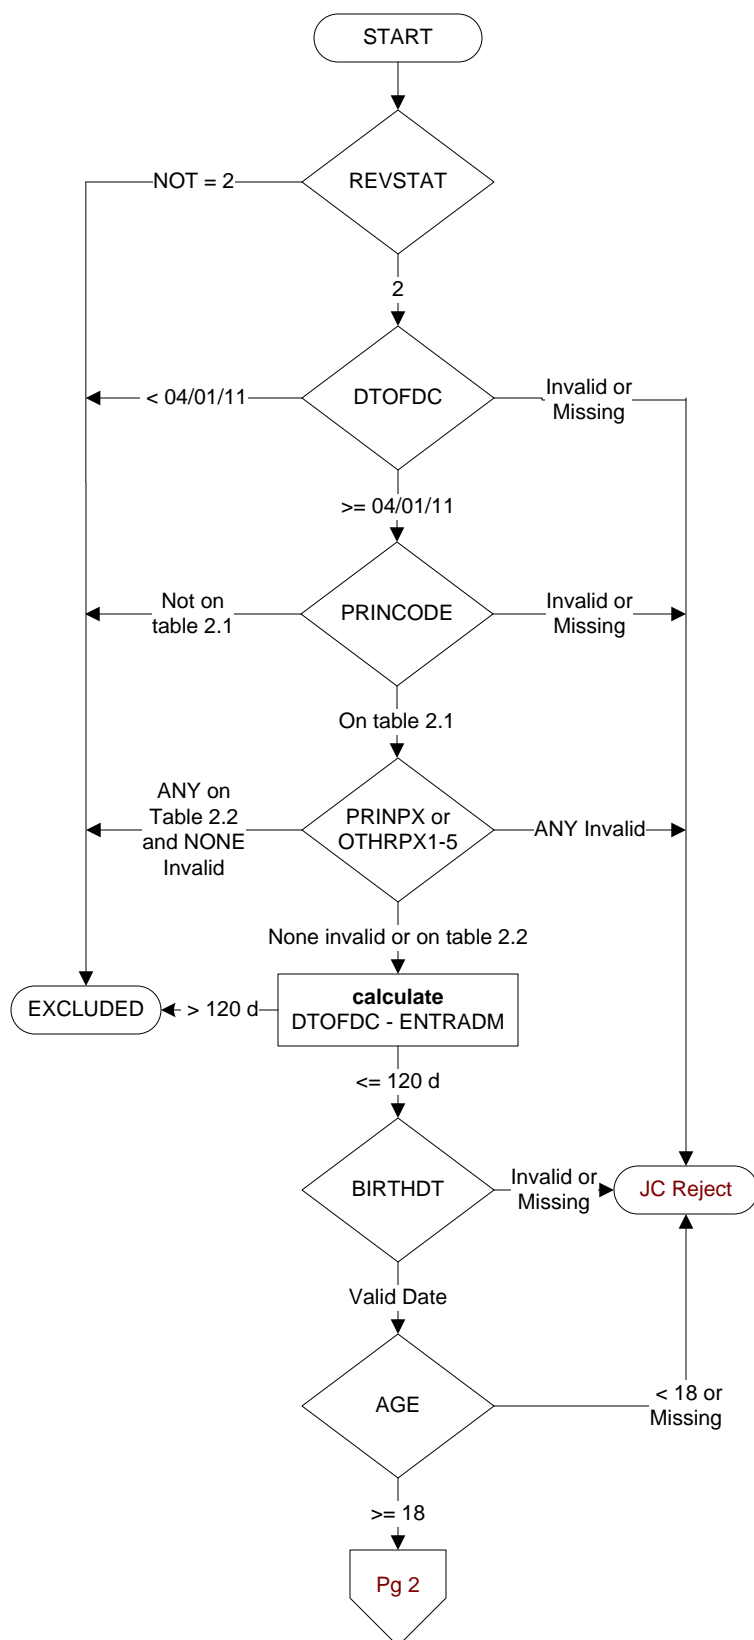 START
REVSTAT
NOT = 2
2
DTOFDC
< 04/01/11
Invalid or
Missing
>= 04/01/11
PRINCODE
Not on
table 2.1
Invalid or
Missing
On table 2.1
PRINPX or
OTHRPX1-5
ANY on
Table 2.2
and NONE
Invalid
ANY Invalid
None invalid or on table 2.2
calculate
DTOFDC - ENTRADM
> 120 d
EXCLUDED
<= 120 d
BIRTHDT
Invalid or
Missing
JC Reject
Valid Date
AGE
< 18 or
Missing
>= 18
Pg 2